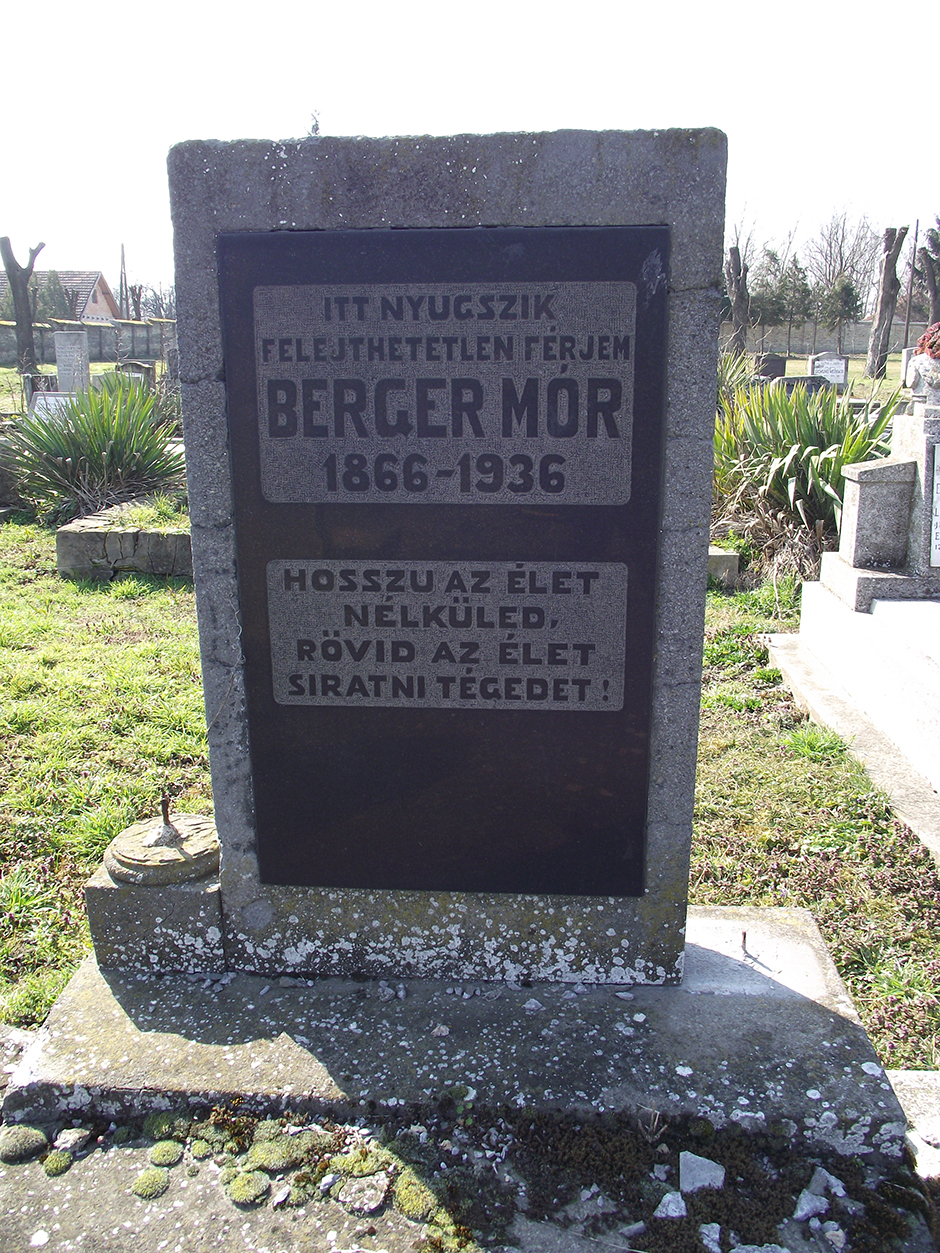 ITT NYUGSZIK
FELEJTHETETLEN FÉRJEM
BERGER MÓR
1866-1936
HOSSZU AZ ÉLET
NÉLKÜLED,
RÖVID AZ ÉLET
SIRATNI TÉGEDET!